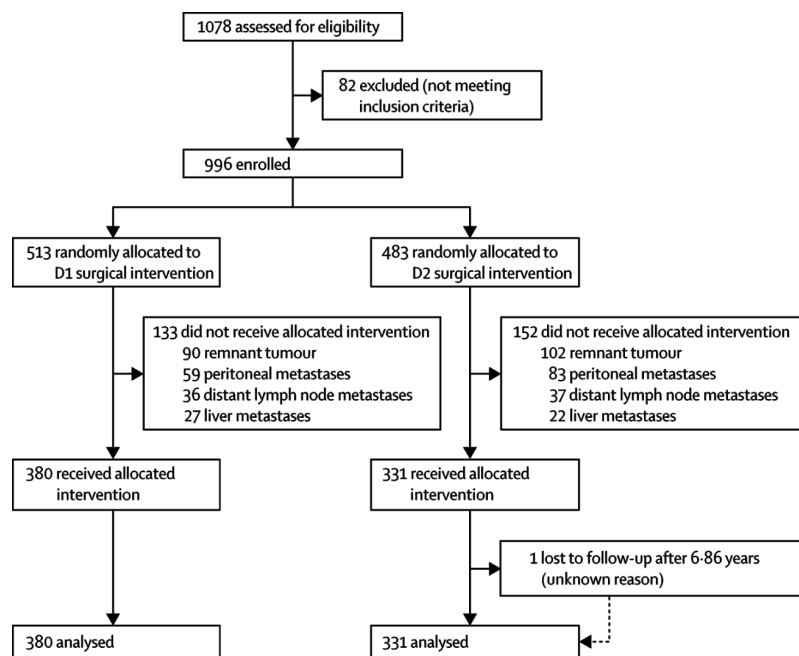 1078 assessed for eligibility
82 excluded (not meeting
inclusion criteria)
996 enrolled
513 randomly allocated to
D1 surgical intervention
483 randomly allocated to
D2 surgical intervention
133 did not receive allocated intervention
90 remnant tumour
59 peritoneal metastases
36 distant lymph node metastases
27 liver metastases
152 did not receive allocated intervention
102 remnant tumour
83 peritoneal metastases
37 distant lymph node metastases
22 liver metastases
380 received allocated
intervention
331 received allocated
intervention
1 lost to follow-up after 6·86 years
(unknown reason)
380 analysed
331 analysed